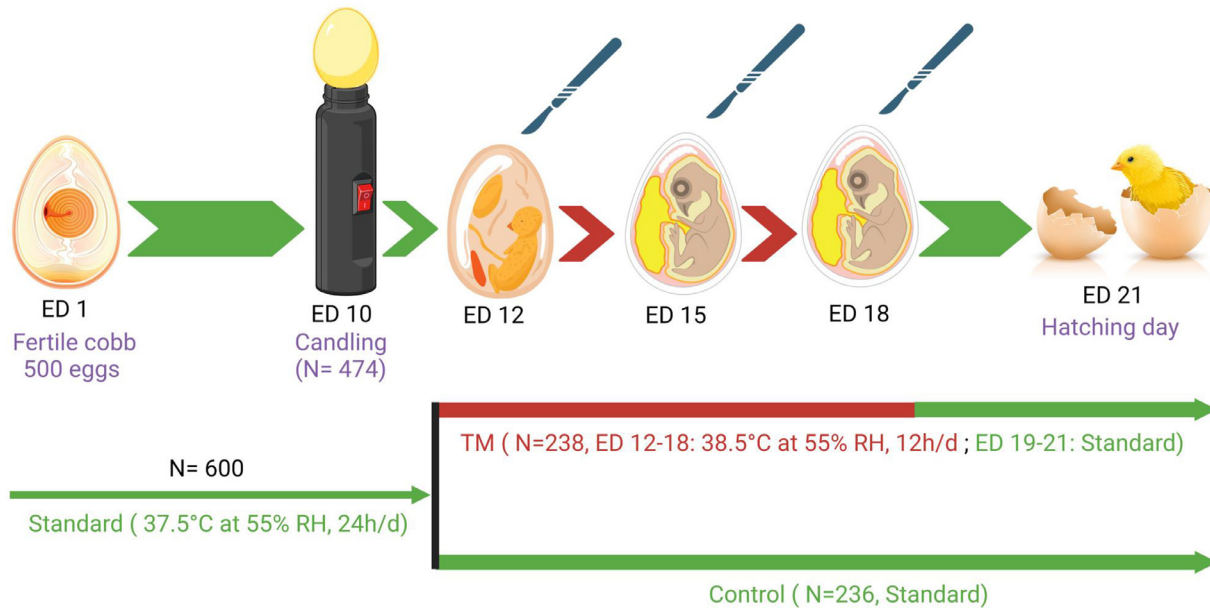 ED 1
Fertile cobb
500 eggs
ED 10
Candling
(N= 474)
ED 12
ED 15
ED 18
ED 21
Hatching day
N= 600
Standard ( 37.5°C at 55% RH, 24h/d)
TM ( N=238, ED 12-18: 38.5°C at 55% RH, 12h/d ; ED 19-21: Standard)
Control ( N=236, Standard)